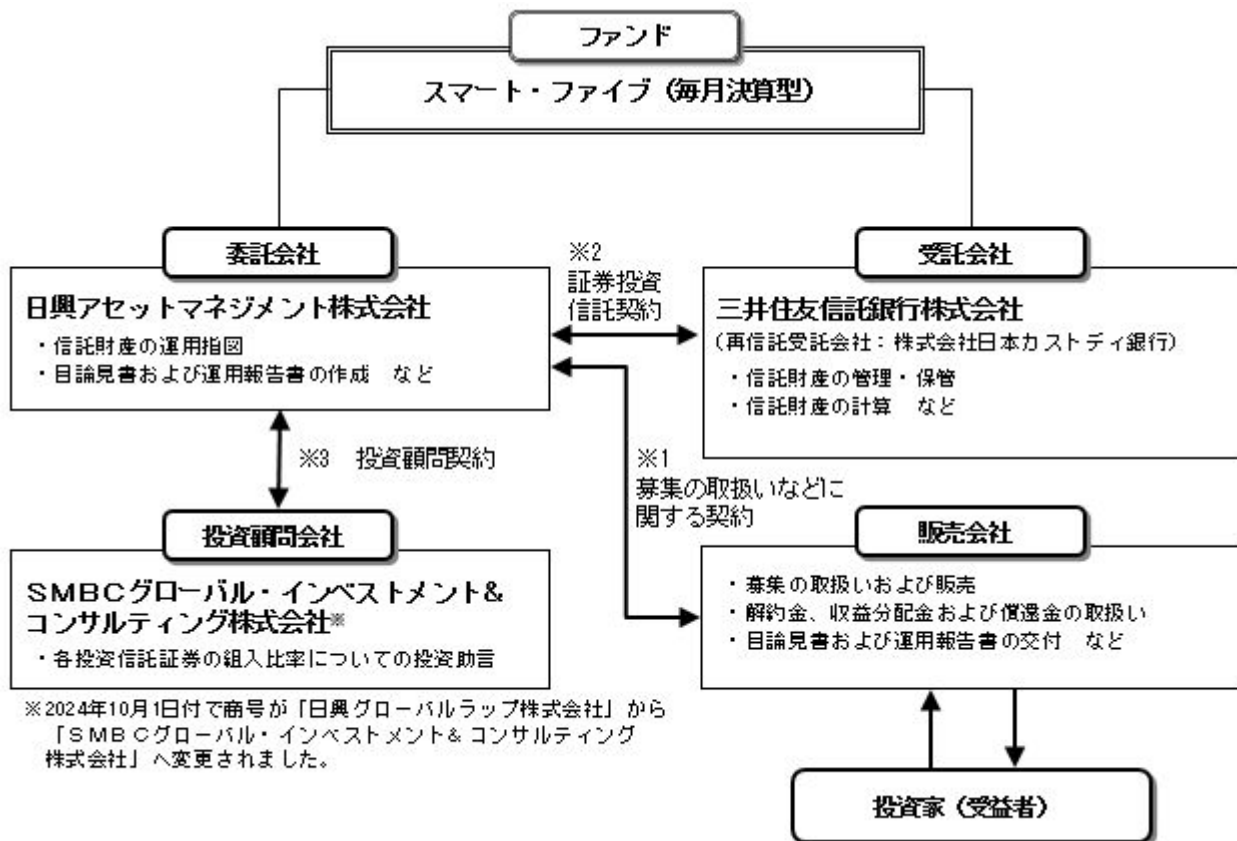 ファンド
スマート・ファイブ（毎月決算型）
委託会社
日興アセットマネジメント株式会社
・信託財産の運用指図
・目論見書および運用報告書の作成　など
※2
証券投資
信託契約
受託会社
三井住友信託銀行株式会社
（再信託受託会社：株式会社日本カストディ銀行）
・信託財産の管理・保管
・信託財産の計算　など
※3　投資顧問契約
※1
募集の取扱いなどに
関する契約
投資顧問会社
ＳＭＢＣグローバル・インベストメント＆
コンサルティング株式会社※
・各投資信託証券の組入比率についての投資助言
販売会社
・募集の取扱いおよび販売
・解約金、収益分配金および償還金の取扱い
・目論見書および運用報告書の交付　など
※2024年10月1日付で商号が「日興グローバルラップ株式会社」から
「ＳＭＢＣグローバル・インベストメント＆コンサルティング
株式会社」へ変更されました。
投資家（受益者）